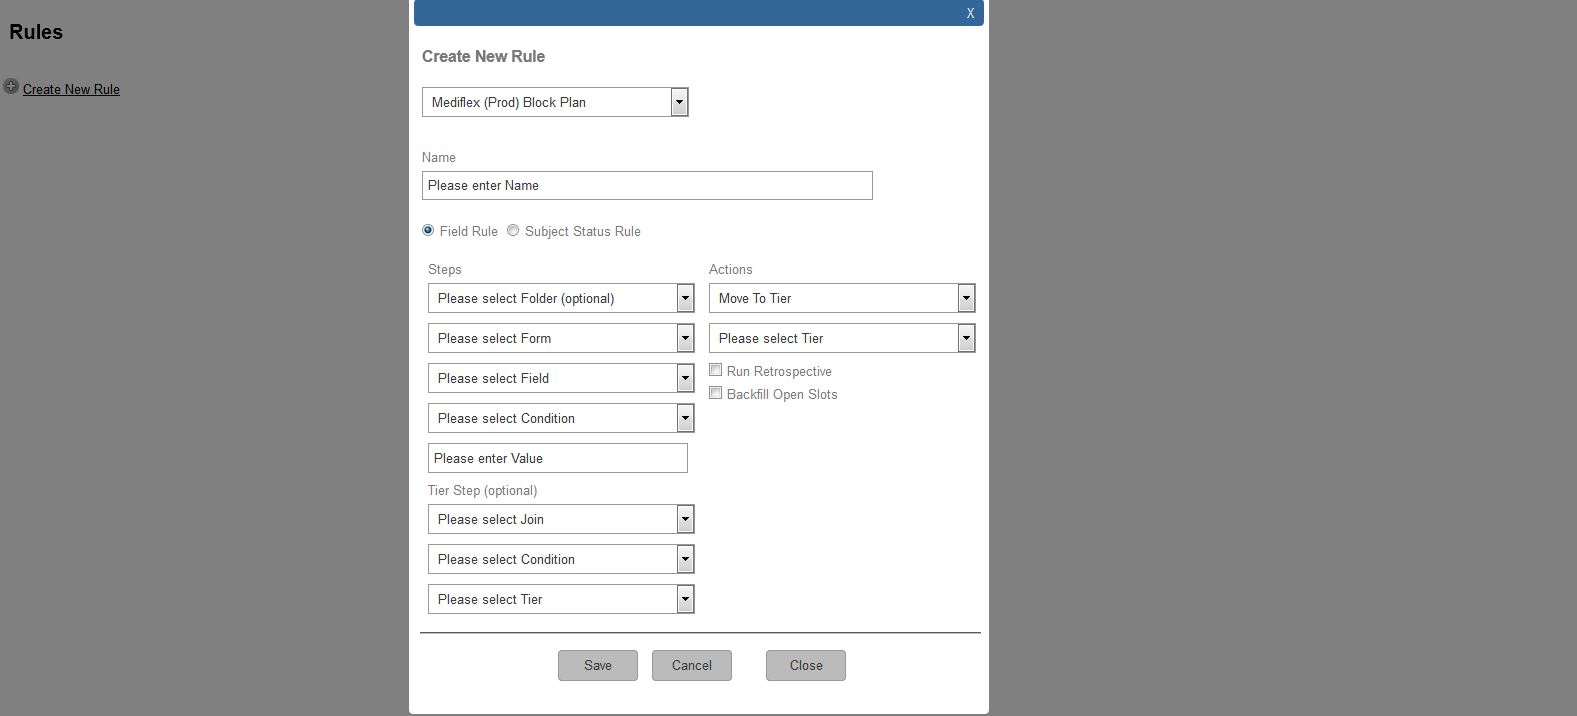 X
Rules
Create New Rule
Create New Rule
Mediflex (Prod) Block Plan
Name
Please enter Name
Field Rule Subject Status Rule
Steps
Please select Folder (optional)
Please select Form
Please select Field
Please select Condition
Please enter Value
Tier Step (optional)
Please select Join
Please select Condition
Please select Tier
Actions
Move To Tier
Please select Tier
Run Retrospective
Backfill Open Slots
Save Cancel Close